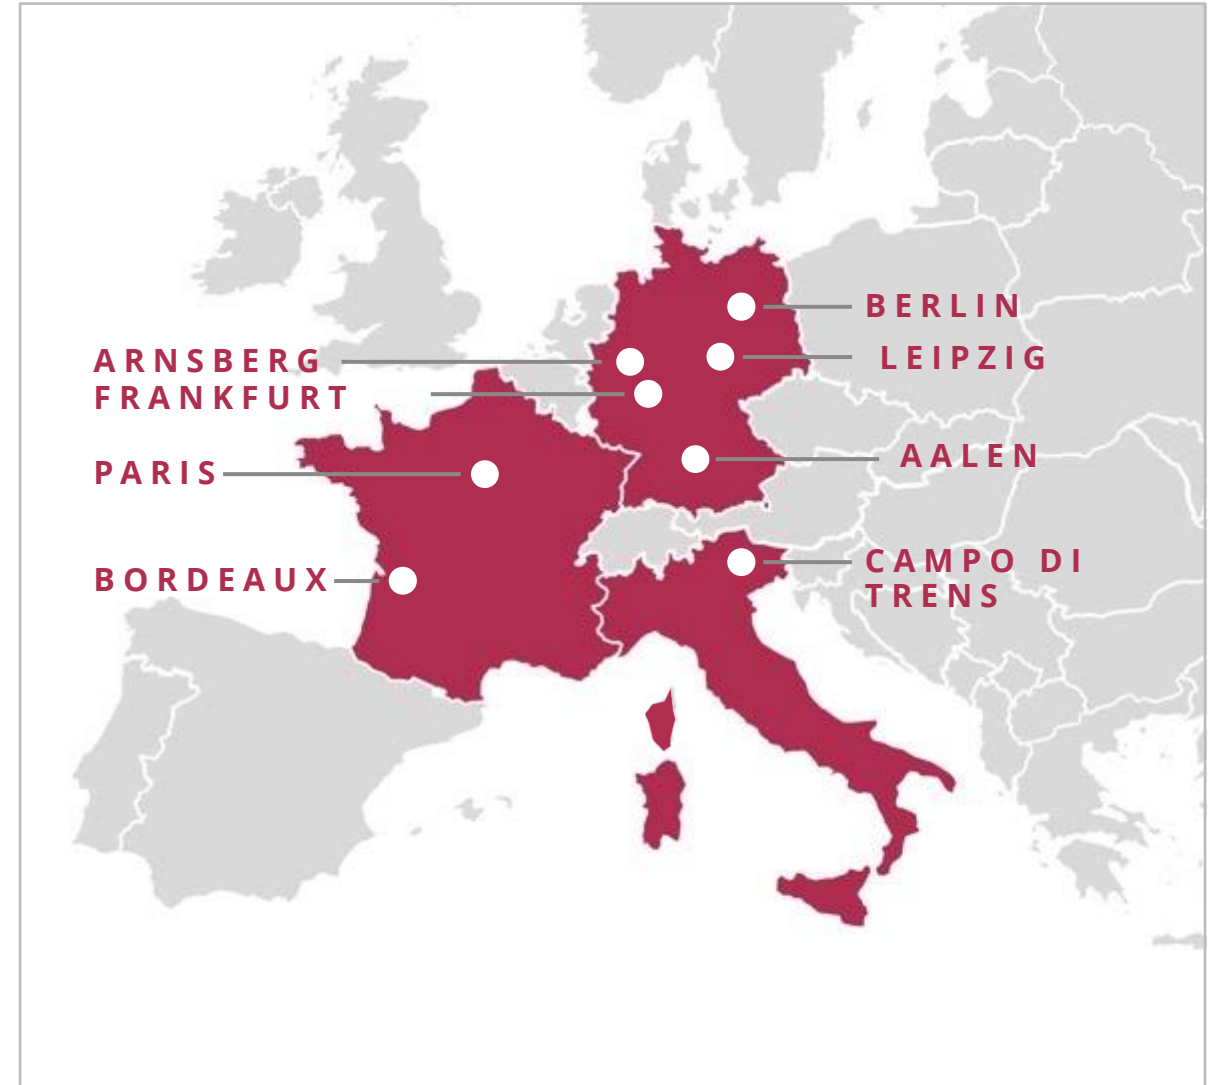 BERLIN
ARNSBERG
LEIPZIG
FRANKFURT
AALEN
PARIS
CAMPO DI
TRENS
BORDEAUX